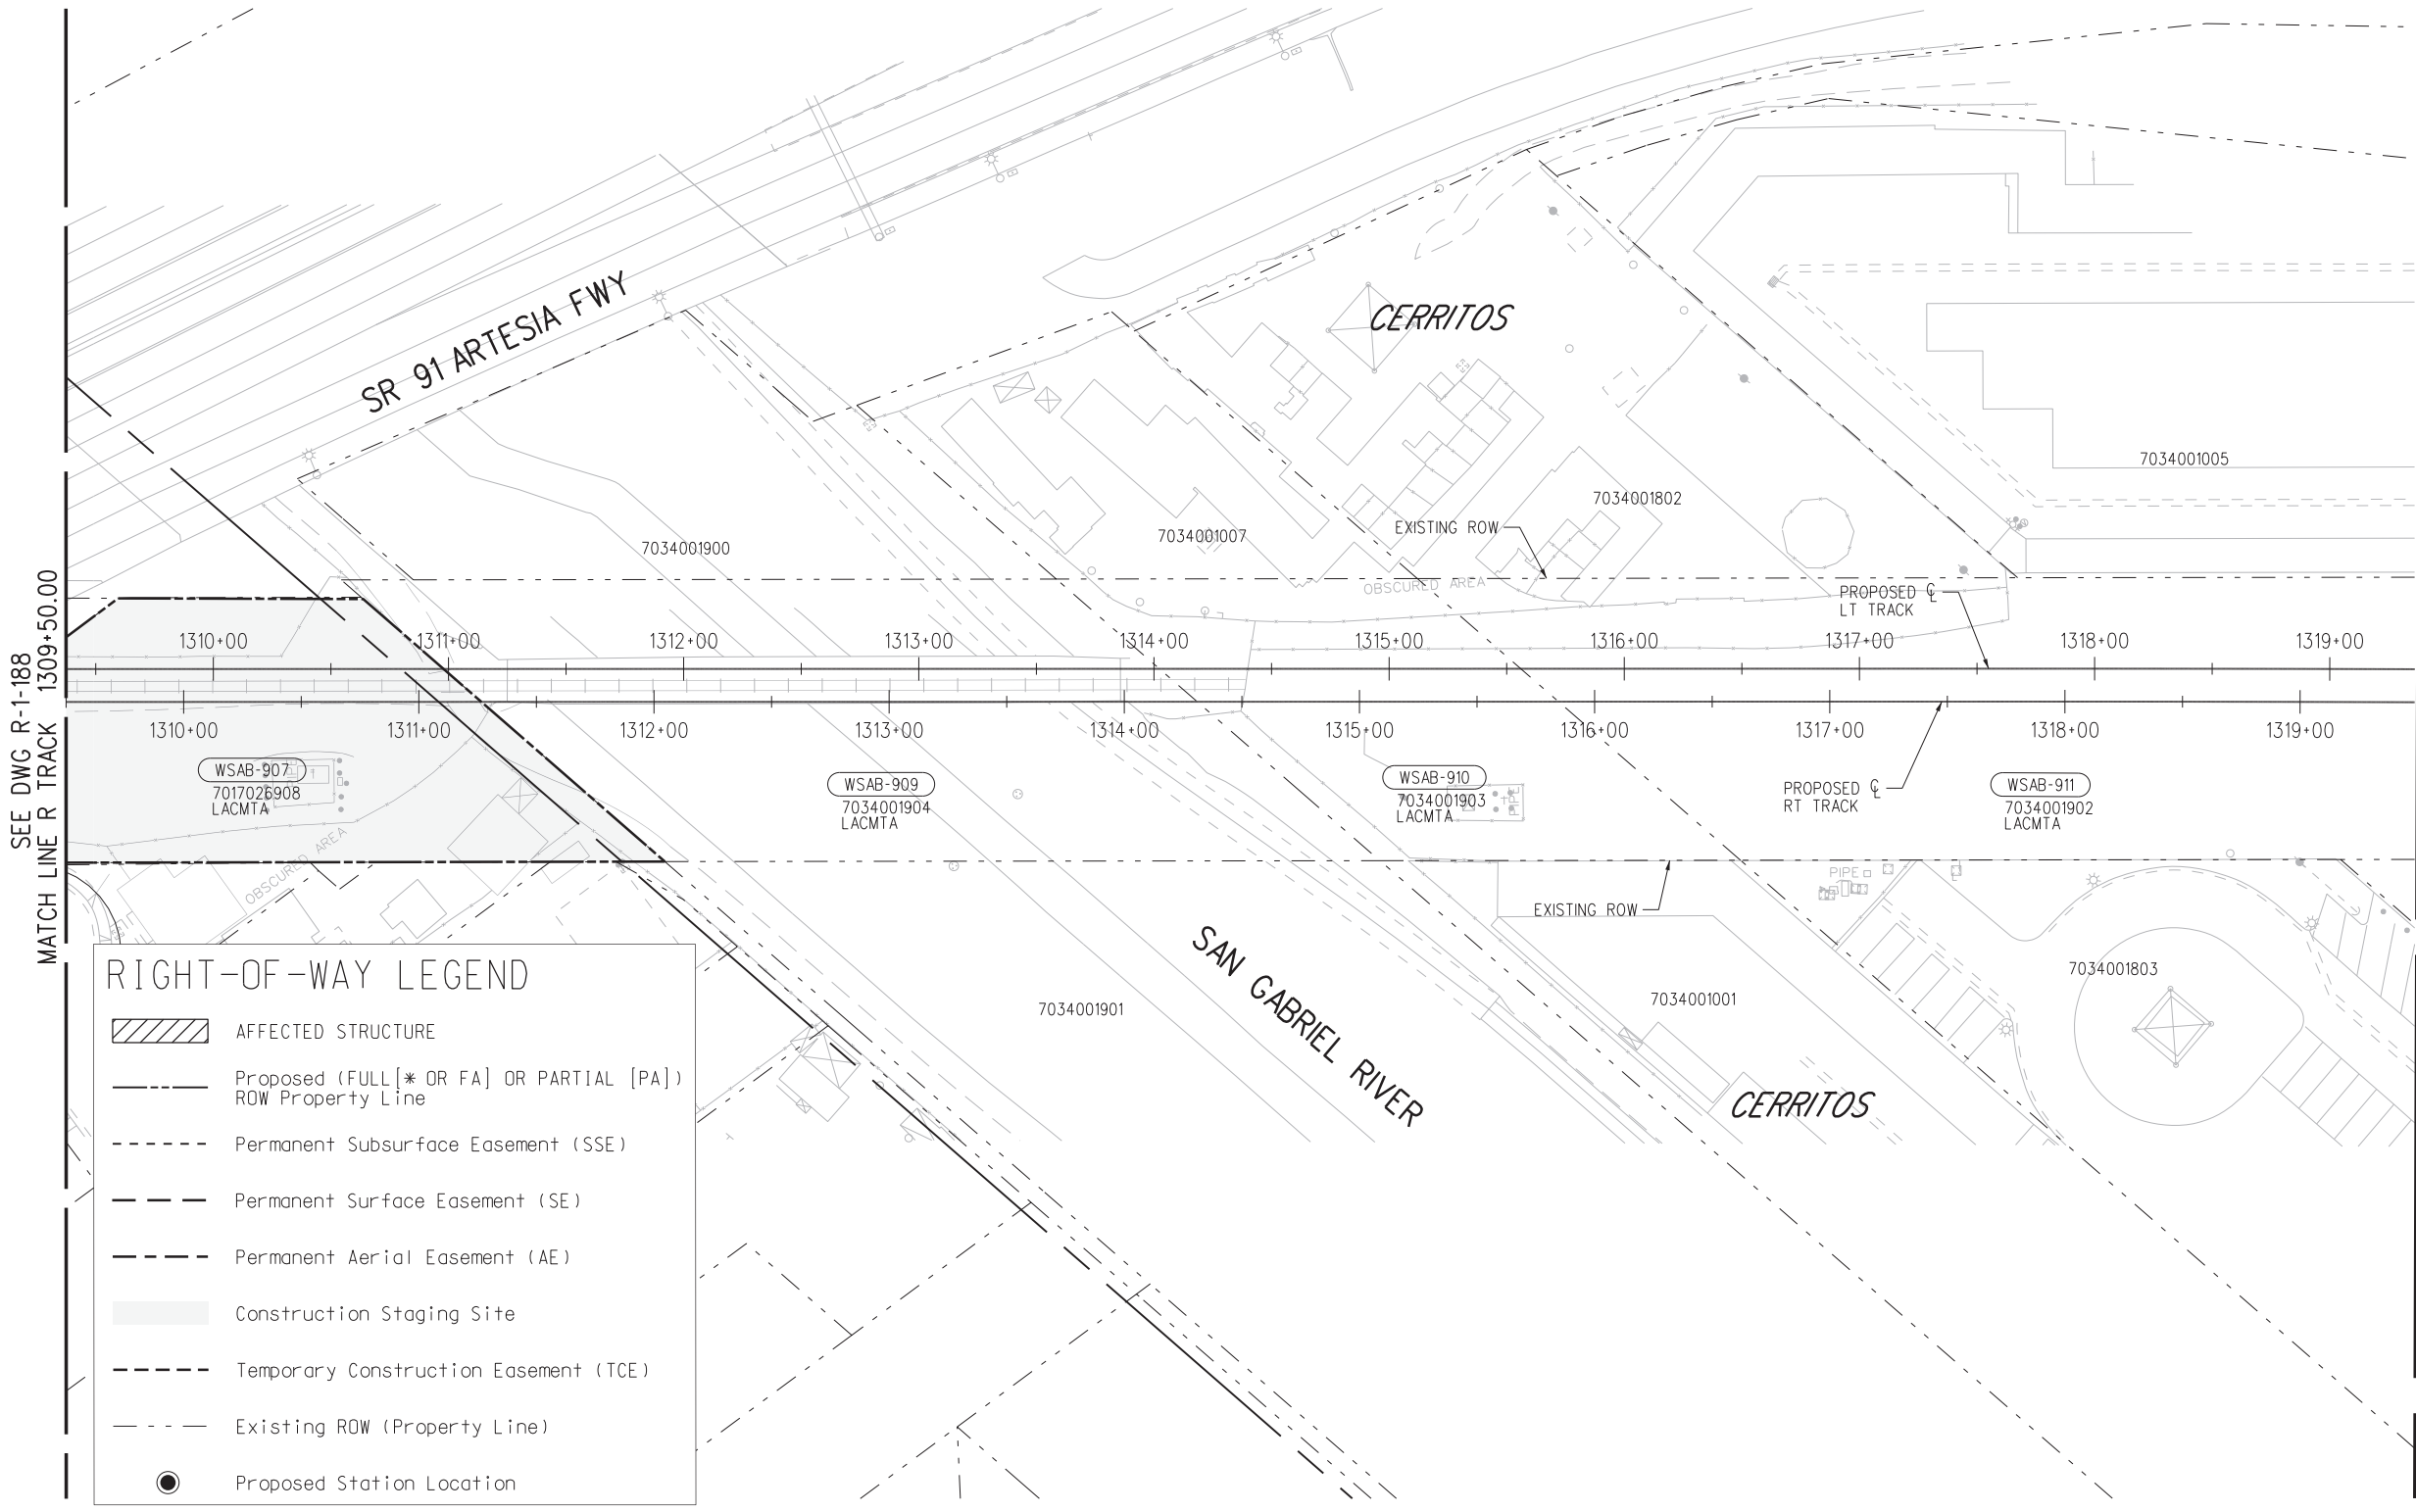 SR 91 ARTESIA FWY
CERRITOS
7034001005
7034001802
EXISTING ROW
7034001007
7034001900
OBSCURED AREA
PROPOSED ℄
LT TRACK
SEE DWG R-1-188
MATCH LINE R TRACK 1309+50.00
1310+00
1311+00
1312+00
1313+00
1314+00
1315+00
1316+00
1317+00
1318+00
1319+00
1310+00
1311+00
1312+00
1313+00
1314+00
1315+00
1316+00
1317+00
1318+00
1319+00
WSAB-907
7017026908
LACMTA
WSAB-909
7034001904
LACMTA
WSAB-910
7034001903
LACMTA
PIPE
PROPOSED ℄
RT TRACK
WSAB-911
7034001902
LACMTA
OBSCURED AREA
PIPE
EXISTING ROW
SAN GABRIEL RIVER
7034001901
7034001001
7034001803
CERRITOS
RIGHT-OF-WAY LEGEND
AFFECTED STRUCTURE
Proposed (FULL[* OR FA] OR PARTIAL [PA])
ROW Property Line
Permanent Subsurface Easement (SSE)
Permanent Surface Easement (SE)
Permanent Aerial Easement (AE)
Construction Staging Site
Temporary Construction Easement (TCE)
Existing ROW (Property Line)
Proposed Station Location